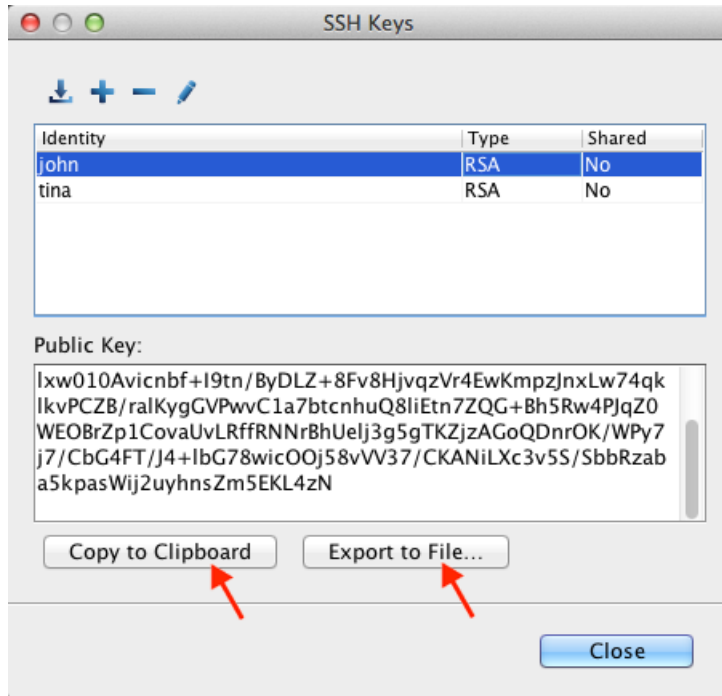 SSH Keys
Identity Type Shared
john RSA No
tina RSA No
Public Key:
lxw010Avicnbf+I9tn/ByDLZ+8Fv8HjvqzVr4EwKmpzJnxLw74qk
lkvPCZB/ralKygGVPwvC1a7btcnhuQ8liEtn7ZQG+Bh5Rw4PJqZ0
WEOBrZp1CovaUvLRffRNNrBhUelj3g5gTKZjzAGoQDnrOK/WPy7
j7/CbG4FT/J4+lbG78wicOOj58vVV37/CKANiLXc3v5S/SbbRzab
a5kpasWij2uyhnsZm5EKL4zN
Copy to Clipboard Export to File...
Close